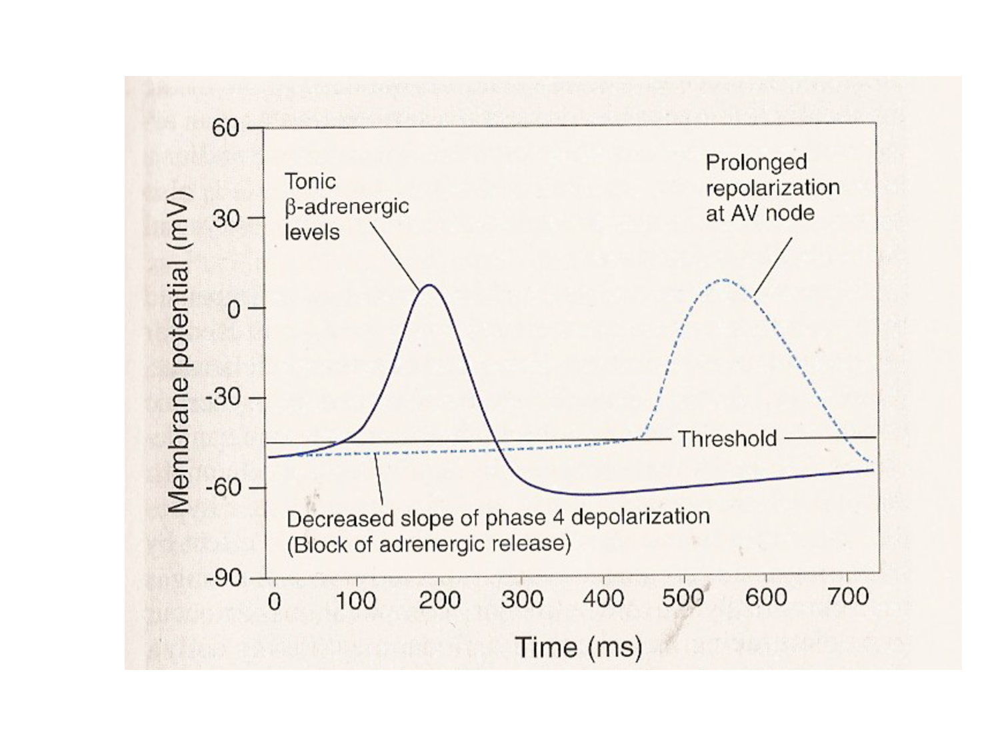 60
30
0
-30
-60
-90
Membrane potential (mV)
Tonic
β-adrenergic
levels
Prolonged
repolarization
at AV node
Threshold
Decreased slope of phase 4 depolarization
(Block of adrenergic release)
0 100 200 300 400 500 600 700
Time (ms)